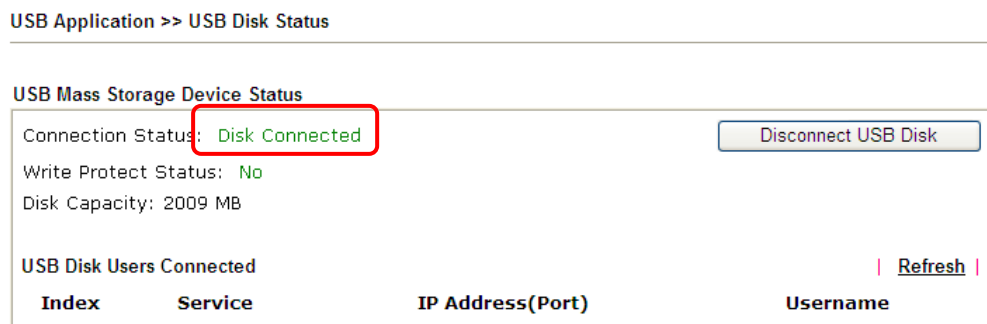 USB Application >> USB Disk Status
USB Mass Storage Device Status
Connection Status: Disk Connected Disconnect USB Disk
Write Protect Status: No
Disk Capacity: 2009 MB
USB Disk Users Connected | Refresh |
Index Service IP Address(Port) Username